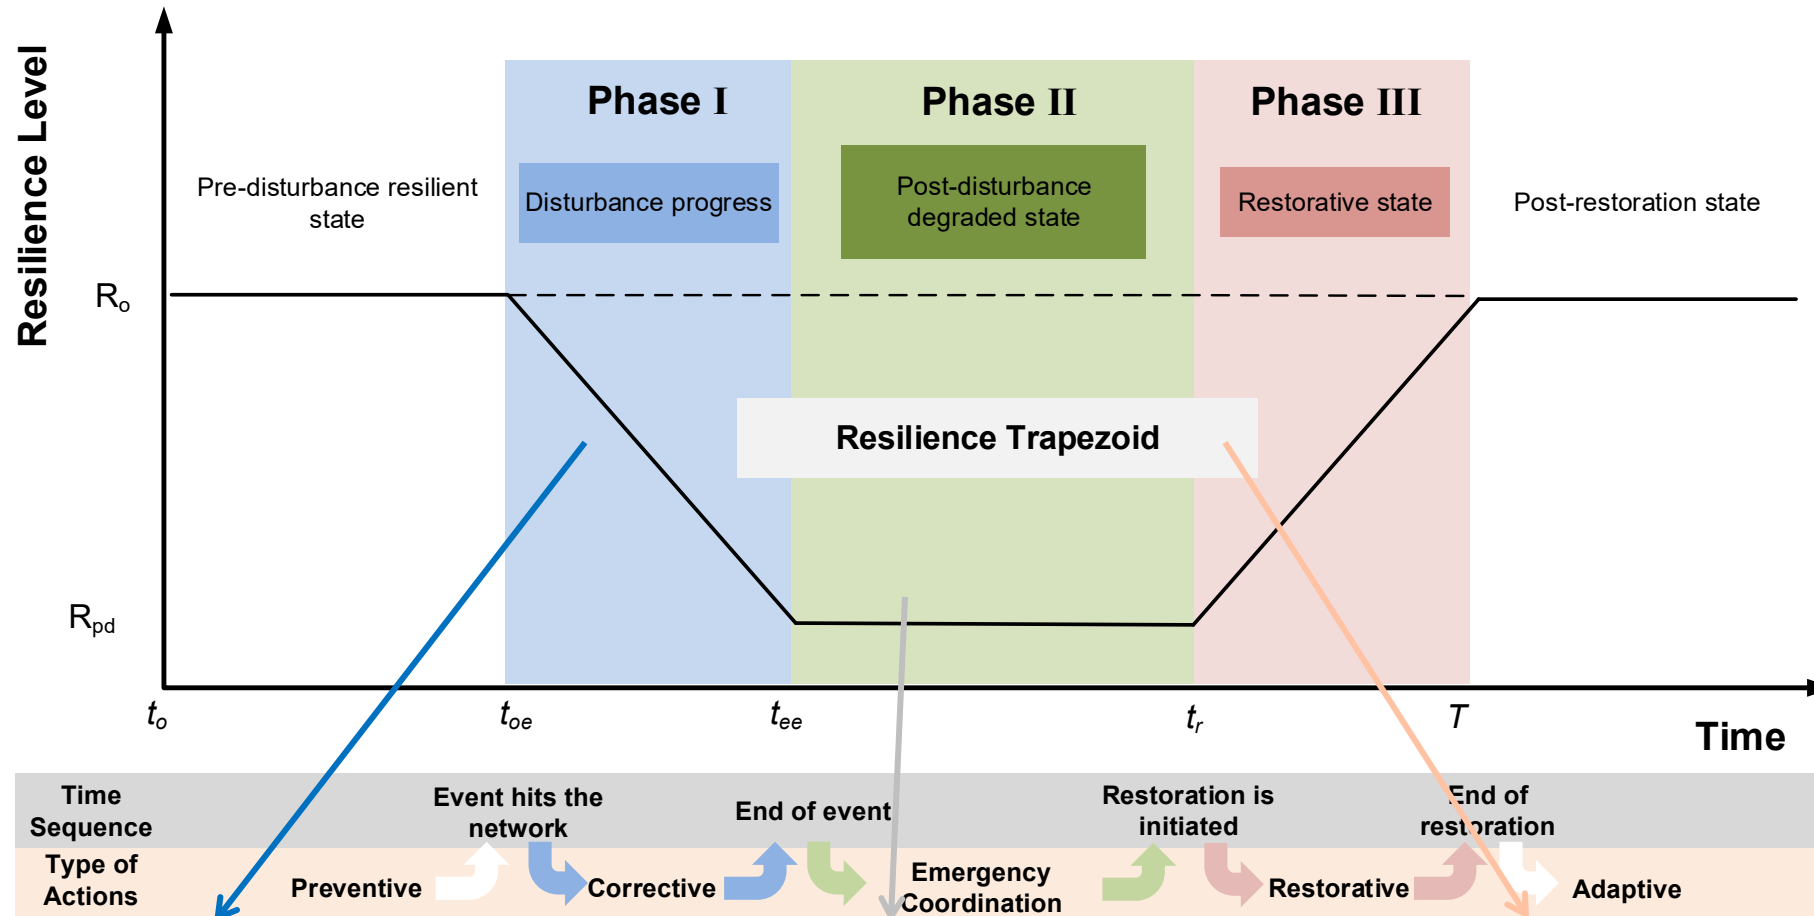 Resilience Level
Phase I
Phase II
Phase III
Pre-disturbance resilient
state
Disturbance progress
Post-disturbance
degraded state
Restorative state
Post-restoration state
Ro
Resilience Trapezoid
Rpd
to
toe
tee
tr
T
Time
Time
Sequence
Event hits the
network
End of event
Restoration is
initiated
End of
restoration
Type of
Actions
Preventive
Corrective
Emergency
Coordination
Restorative
Adaptive